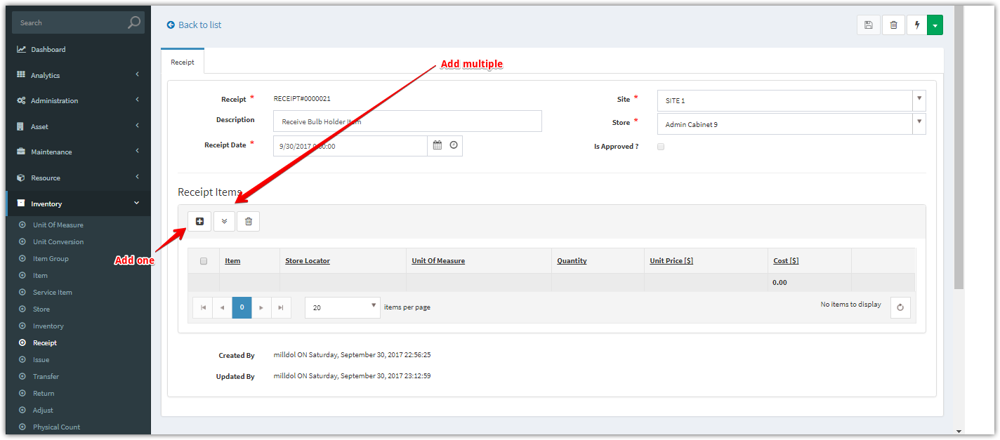 Search
Dashboard
Analytics
Administration
Asset
Maintenance
Resource
Inventory
Unit Of Measure
Unit Conversion
Item Group
Item
Service Item
Store
Inventory
Receipt
Issue
Transfer
Return
Adjust
Physical Count
Back to list
Receipt
Add multiple
Receipt *
RECEIPT#0000021
Site *
SITE 1
Description
Receive Bulb Holder Item
Store *
Admin Cabinet 9
Receipt Date *
9/30/2017 0:00:00
Is Approved ?
Receipt Items
Add one
Item
Store Locator
Unit Of Measure
Quantity
Unit Price [$]
Cost [$]
0.00
0
20
items per page
No items to display
Created By
milldol ON Saturday, September 30, 2017 22:56:25
Updated By
milldol ON Saturday, September 30, 2017 23:12:59